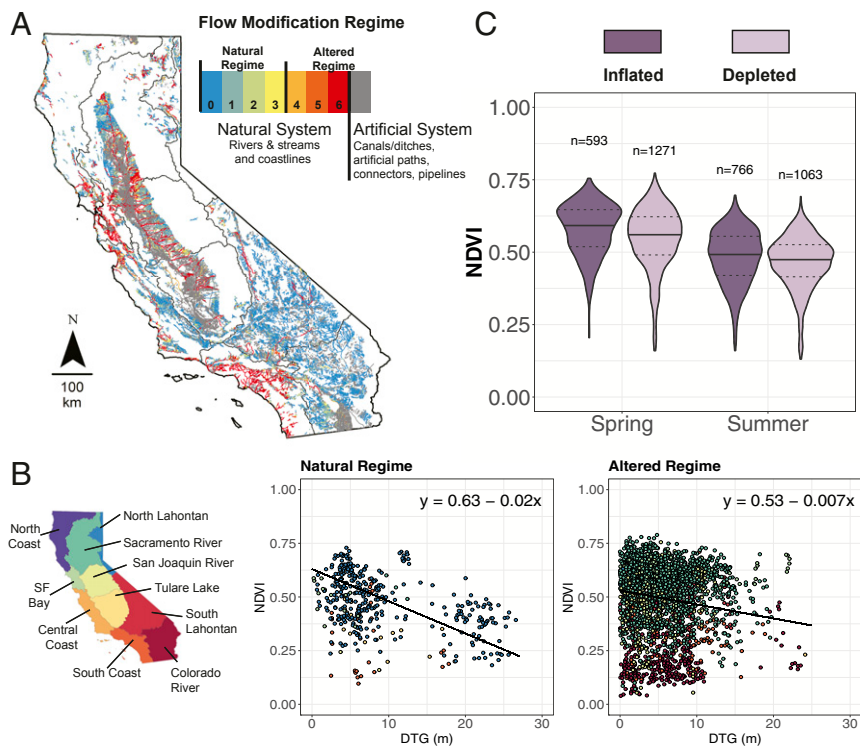 A
Flow Modification Regime
Natural
Regime
Altered
Regime
0 1 2 3 4 5 6
Natural System
Rivers & streams
and coastlines
Artificial System
Canals/ditches,
artificial paths,
connectors, pipelines
N
100
km
C
Inflated
Depleted
NDVI
1.00
0.75
0.50
0.25
0.00
n=593
n=1271
n=766
n=1063
Spring
Summer
B
North
Coast
North Lahontan
Sacramento River
San Joaquin River
SF
Bay
Tulare Lake
Central
Coast
South
Lahontan
South Coast
Colorado
River
Natural Regime
y = 0.63 − 0.02x
NDVI
1.00
0.75
0.50
0.25
0.00
0 10 20 30
DTG (m)
Altered Regime
y = 0.53 − 0.007x
NDVI
1.00
0.75
0.50
0.25
0.00
0 10 20 30
DTG (m)